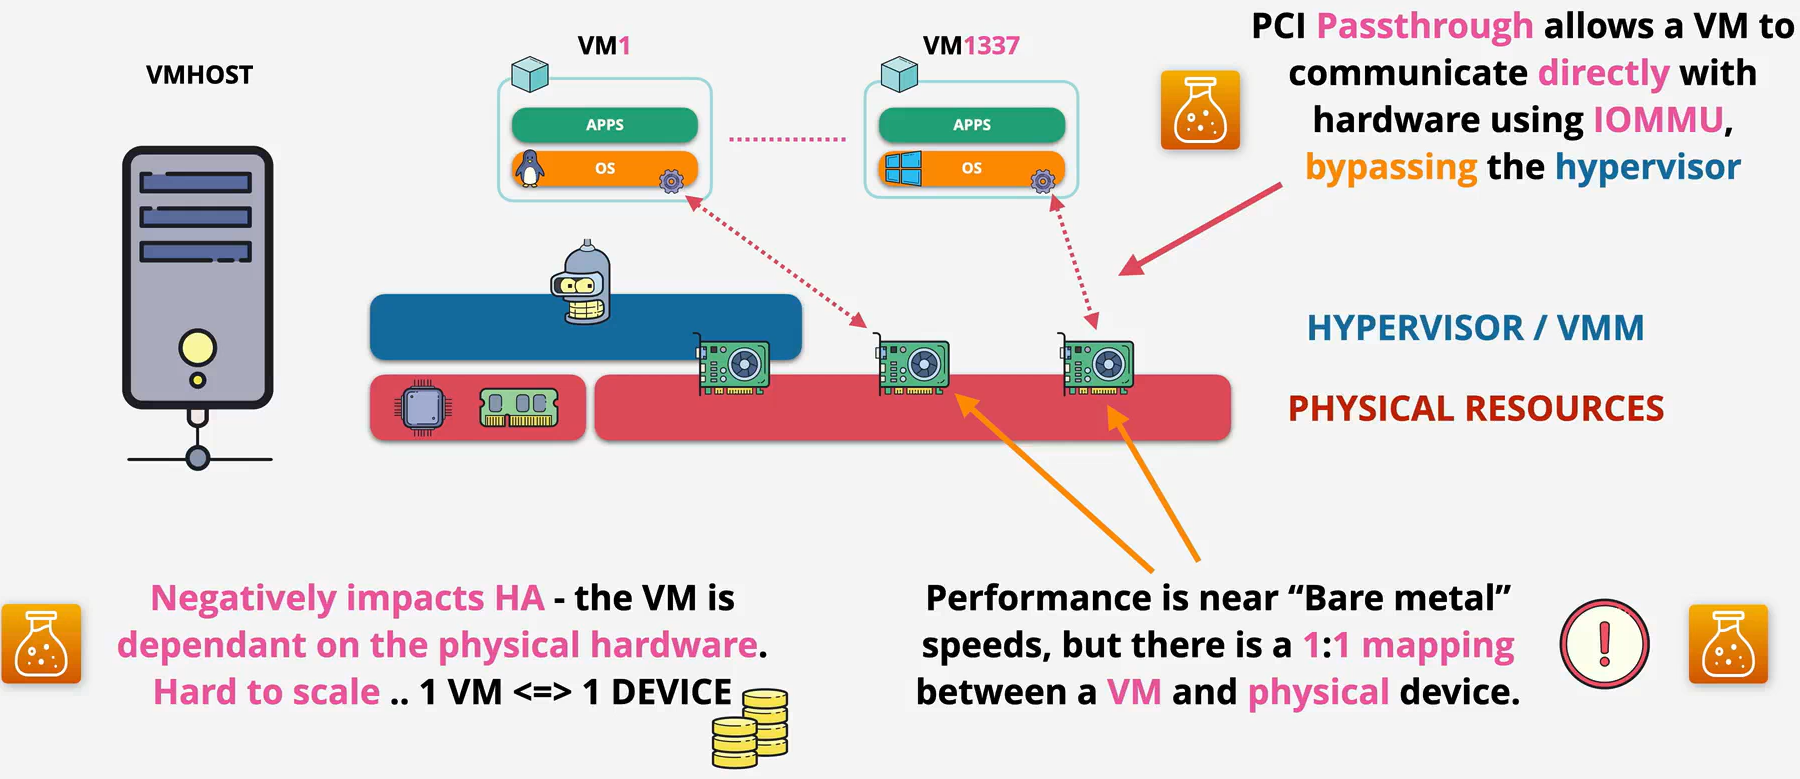 VMHOST
VM1
APPS
OS
VM1337
APPS
OS
PCI Passthrough allows a VM to
communicate directly with
hardware using IOMMU,
bypassing the hypervisor
HYPERVISOR / VMM
PHYSICAL RESOURCES
Negatively impacts HA - the VM is
dependant on the physical hardware.
Hard to scale .. 1 VM <=> 1 DEVICE
Performance is near “Bare metal”
speeds, but there is a 1:1 mapping
between a VM and physical device.